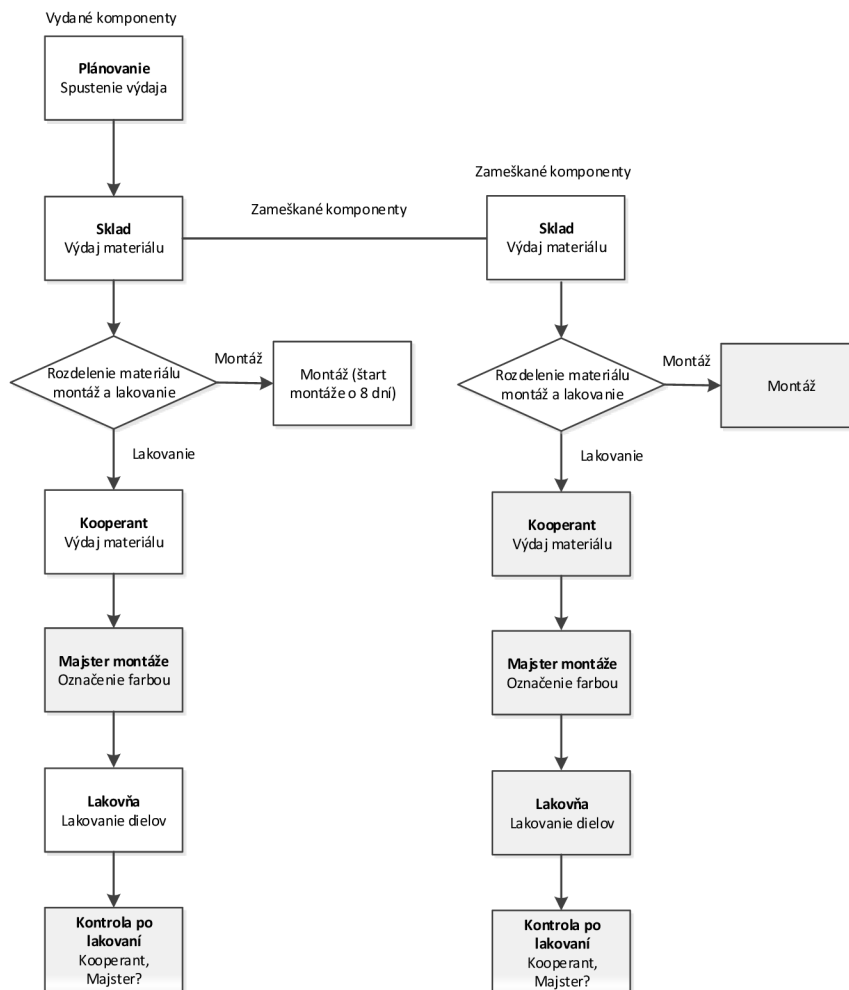 Vydané komponenty
Plánovanie
Spustenie výdaja
Sklad
Výdaj materiálu
Zameškané komponenty
Zameškané komponenty
Sklad
Výdaj materiálu
Rozdelenie materiálu
montáž a lakovanie
Montáž
Montáž (štart
montáže o 8 dní)
Lakovanie
Rozdelenie materiálu
montáž a lakovanie
Montáž
Montáž
Lakovanie
Kooperant
Výdaj materiálu
Majster montáže
Označenie farbou
Lakovňa
Lakovanie dielov
Kontrola po
lakovaní
Kooperant,
Majster?
Kooperant
Výdaj materiálu
Majster montáže
Označenie farbou
Lakovňa
Lakovanie dielov
Kontrola po
lakovaní
Kooperant,
Majster?